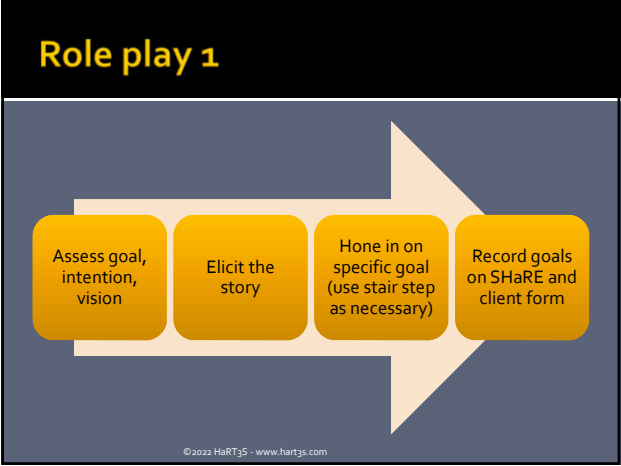 Role play 1
Assess goal,
intention,
vision
Elicit the
story
Hone in on
specific goal
(use stair step
as necessary)
Record goals
on SHaRE and
client form
©2022 HaRT3S - www.hart3s.com